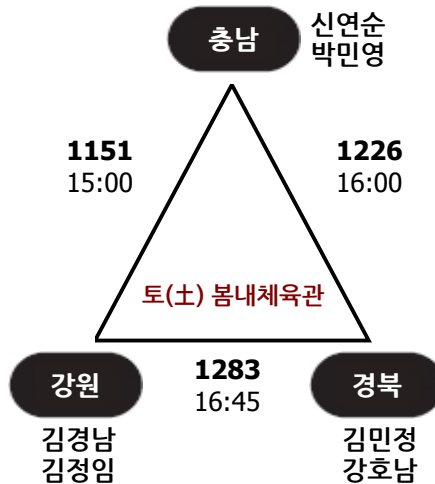 충남
신연순
박민영
1151
15:00
1226
16:00
토(土) 봄내체육관
강원
1283
16:45
경북
김경남
김정임
김민정
강호남